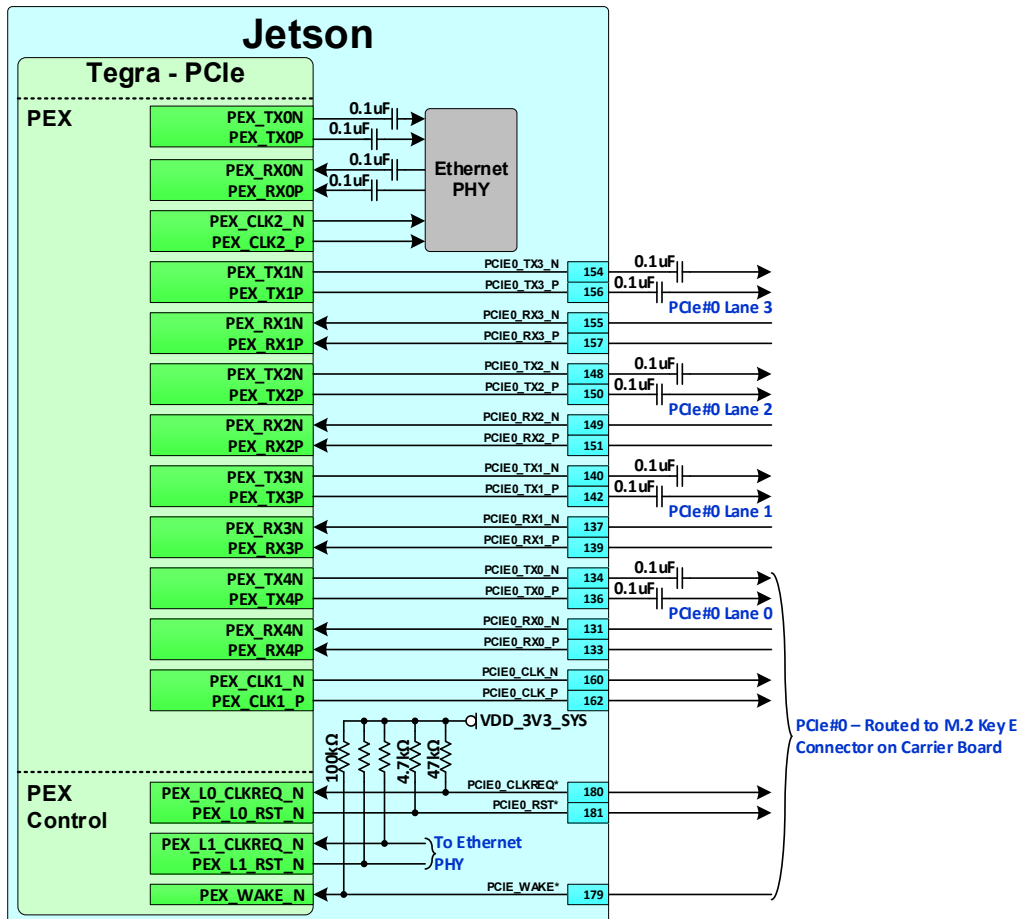 Jetson
Tegra - PCIe
PEX
PEX_TX0N
0.1uF
PEX_TX0P
0.1uF
PEX_RX0N
0.1uF
PEX_RX0P
0.1uF
Ethernet
PHY
PEX_CLK2_N
PEX_CLK2_P
PEX_TX1N PCIE0_TX3_N 154 0.1uF
PEX_TX1P PCIE0_TX3_P 156 0.1uF
PCIe#0 Lane 3
PEX_RX1N PCIE0_RX3_N 155
PEX_RX1P PCIE0_RX3_P 157
PEX_TX2N PCIE0_TX2_N 148 0.1uF
PEX_TX2P PCIE0_TX2_P 150 0.1uF
PCIe#0 Lane 2
PEX_RX2N PCIE0_RX2_N 149
PEX_RX2P PCIE0_RX2_P 151
PEX_TX3N PCIE0_TX1_N 140 0.1uF
PEX_TX3P PCIE0_TX1_P 142 0.1uF
PCIe#0 Lane 1
PEX_RX3N PCIE0_RX1_N 137
PEX_RX3P PCIE0_RX1_P 139
PEX_TX4N PCIE0_TX0_N 134 0.1uF
PEX_TX4P PCIE0_TX0_P 136 0.1uF
PCIe#0 Lane 0
PEX_RX4N PCIE0_RX0_N 131
PEX_RX4P PCIE0_RX0_P 133
PEX_CLK1_N PCIE0_CLK_N 160
PEX_CLK1_P PCIE0_CLK_P 162
VDD_3V3_SYS
100kΩ
4.7kΩ
47kΩ
PCIe#0 – Routed to M.2 Key E
Connector on Carrier Board
PEX
Control
PEX_L0_CLKREQ_N PCIE0_CLKREQ* 180
PEX_L0_RST_N PCIE0_RST* 181
PEX_L1_CLKREQ_N
PEX_L1_RST_N
To Ethernet
PHY
PEX_WAKE_N PCIE_WAKE* 179